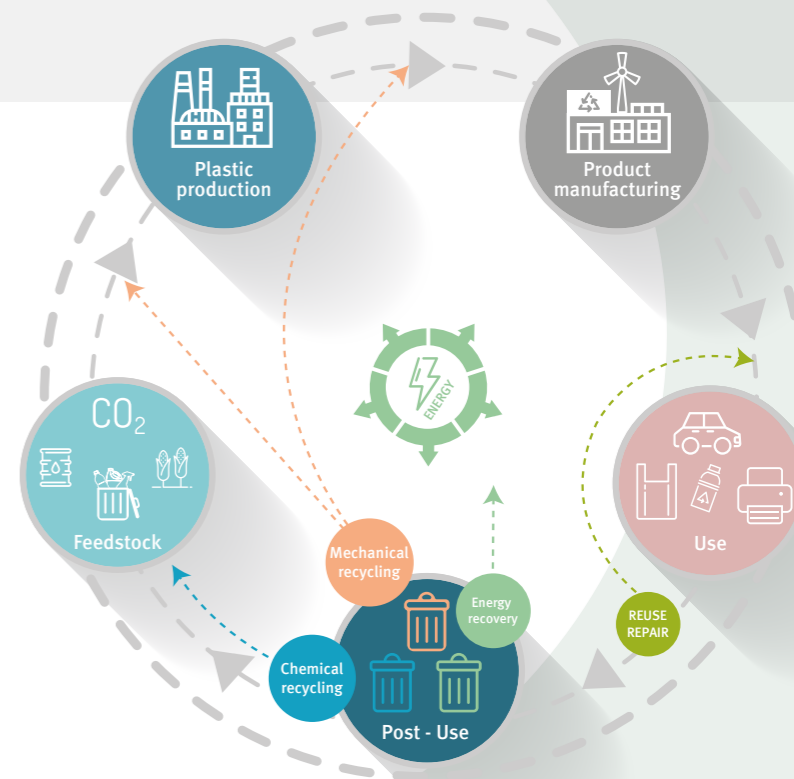 Plastic
production
Product
manufacturing
ENERGY
CO₂
Feedstock
Use
Mechanical
recycling
Energy
recovery
REUSE
REPAIR
Chemical
recycling
Post - Use